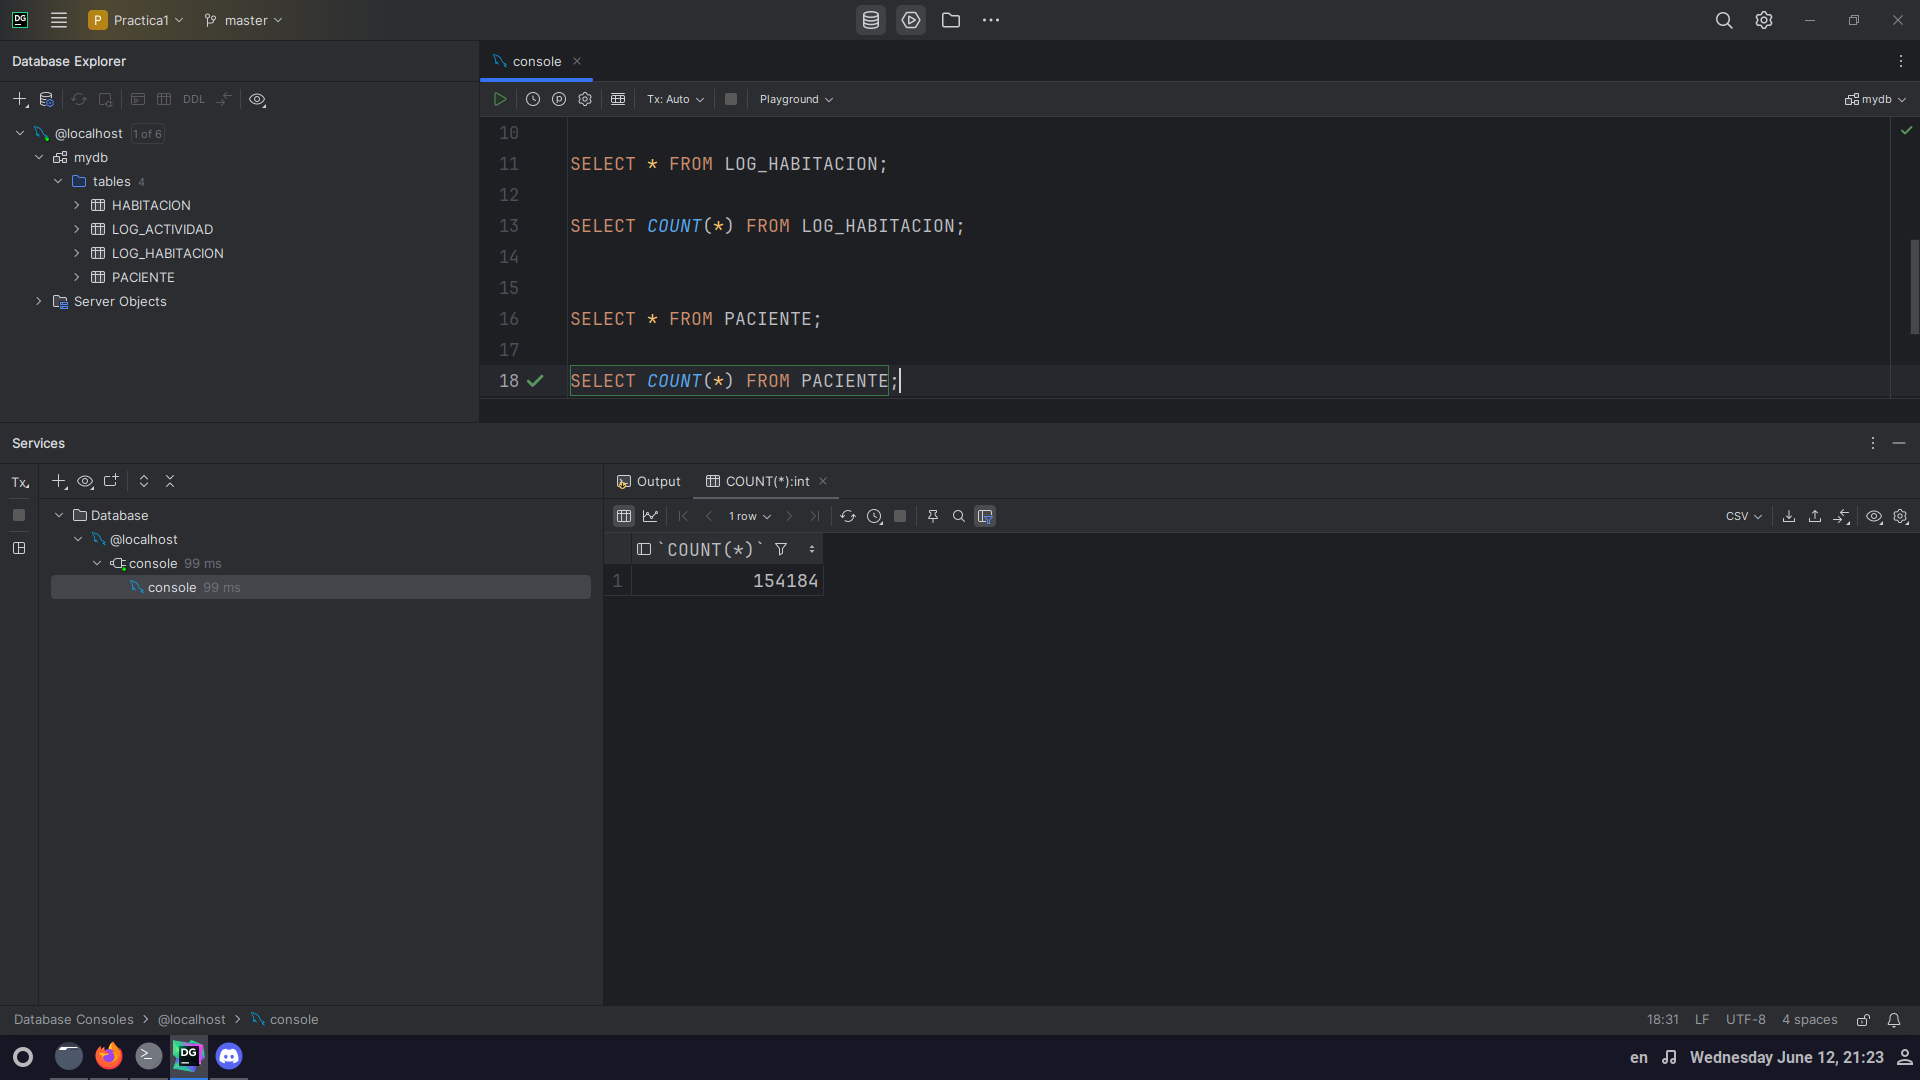 DG
P Practica1
master
Database Explorer
console
DDL
Tx: Auto
Playground
mydb
@localhost 1 of 6
mydb
tables 4
HABITACION
LOG_ACTIVIDAD
LOG_HABITACION
PACIENTE
Server Objects
10
11 SELECT * FROM LOG_HABITACION;
12
13 SELECT COUNT(*) FROM LOG_HABITACION;
14
15
16 SELECT * FROM PACIENTE;
17
18 SELECT COUNT(*) FROM PACIENTE;
Services
Tx
Database
@localhost
console 99 ms
console 99 ms
Output
COUNT(*):int
1 row
CSV
`COUNT(*)`
1 154184
Database Consoles > @localhost > console
18:31 LF UTF-8 4 spaces
DG
en Wednesday June 12, 21:23